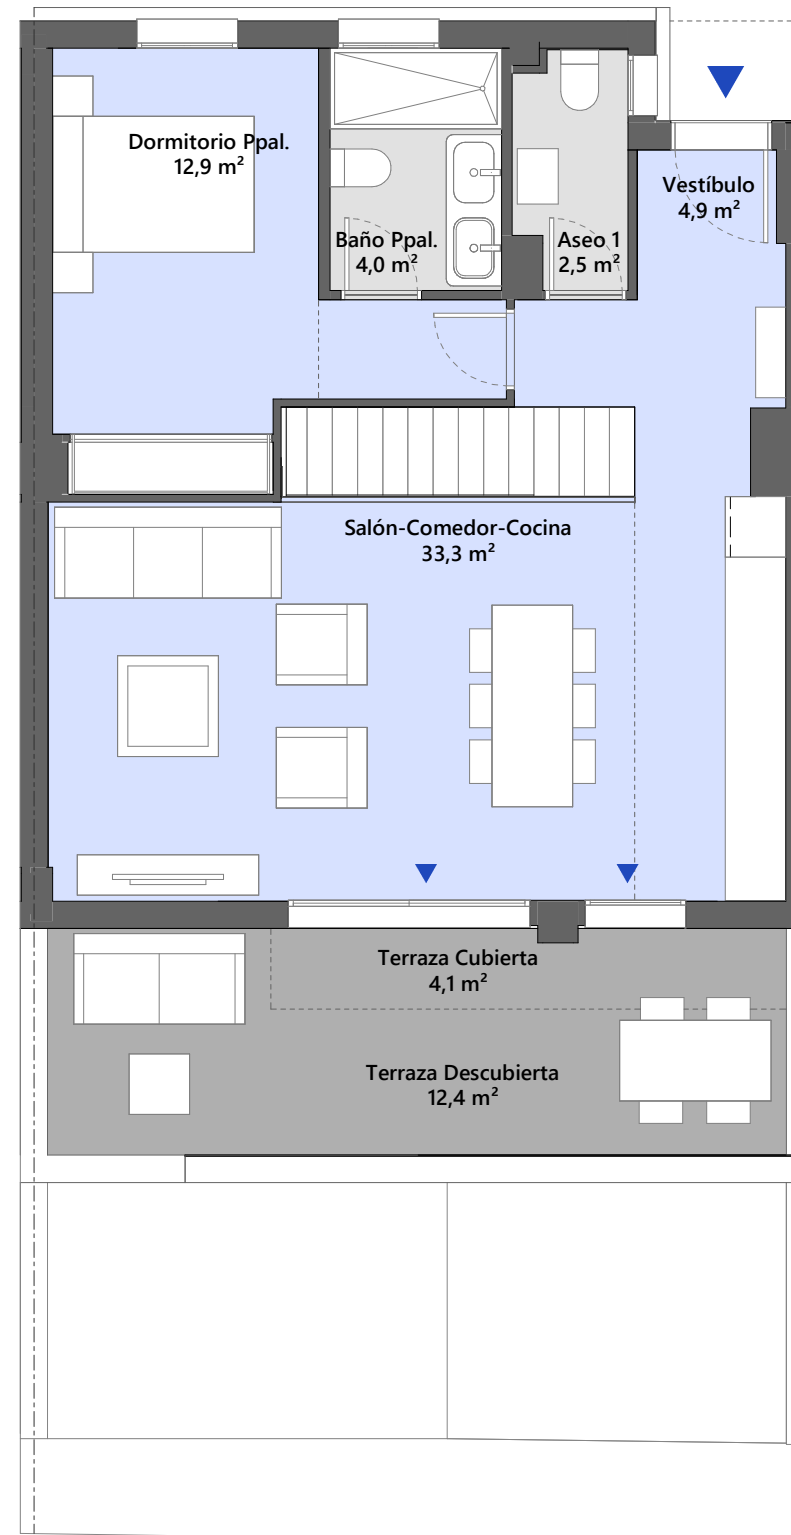 Dormitorio Ppal.
12,9 m²
Baño Ppal.
4,0 m²
Aseo 1
2,5 m²
Vestíbulo
4,9 m²
Salón-Comedor-Cocina
33,3 m²
Terraza Cubierta
4,1 m²
Terraza Descubierta
12,4 m²